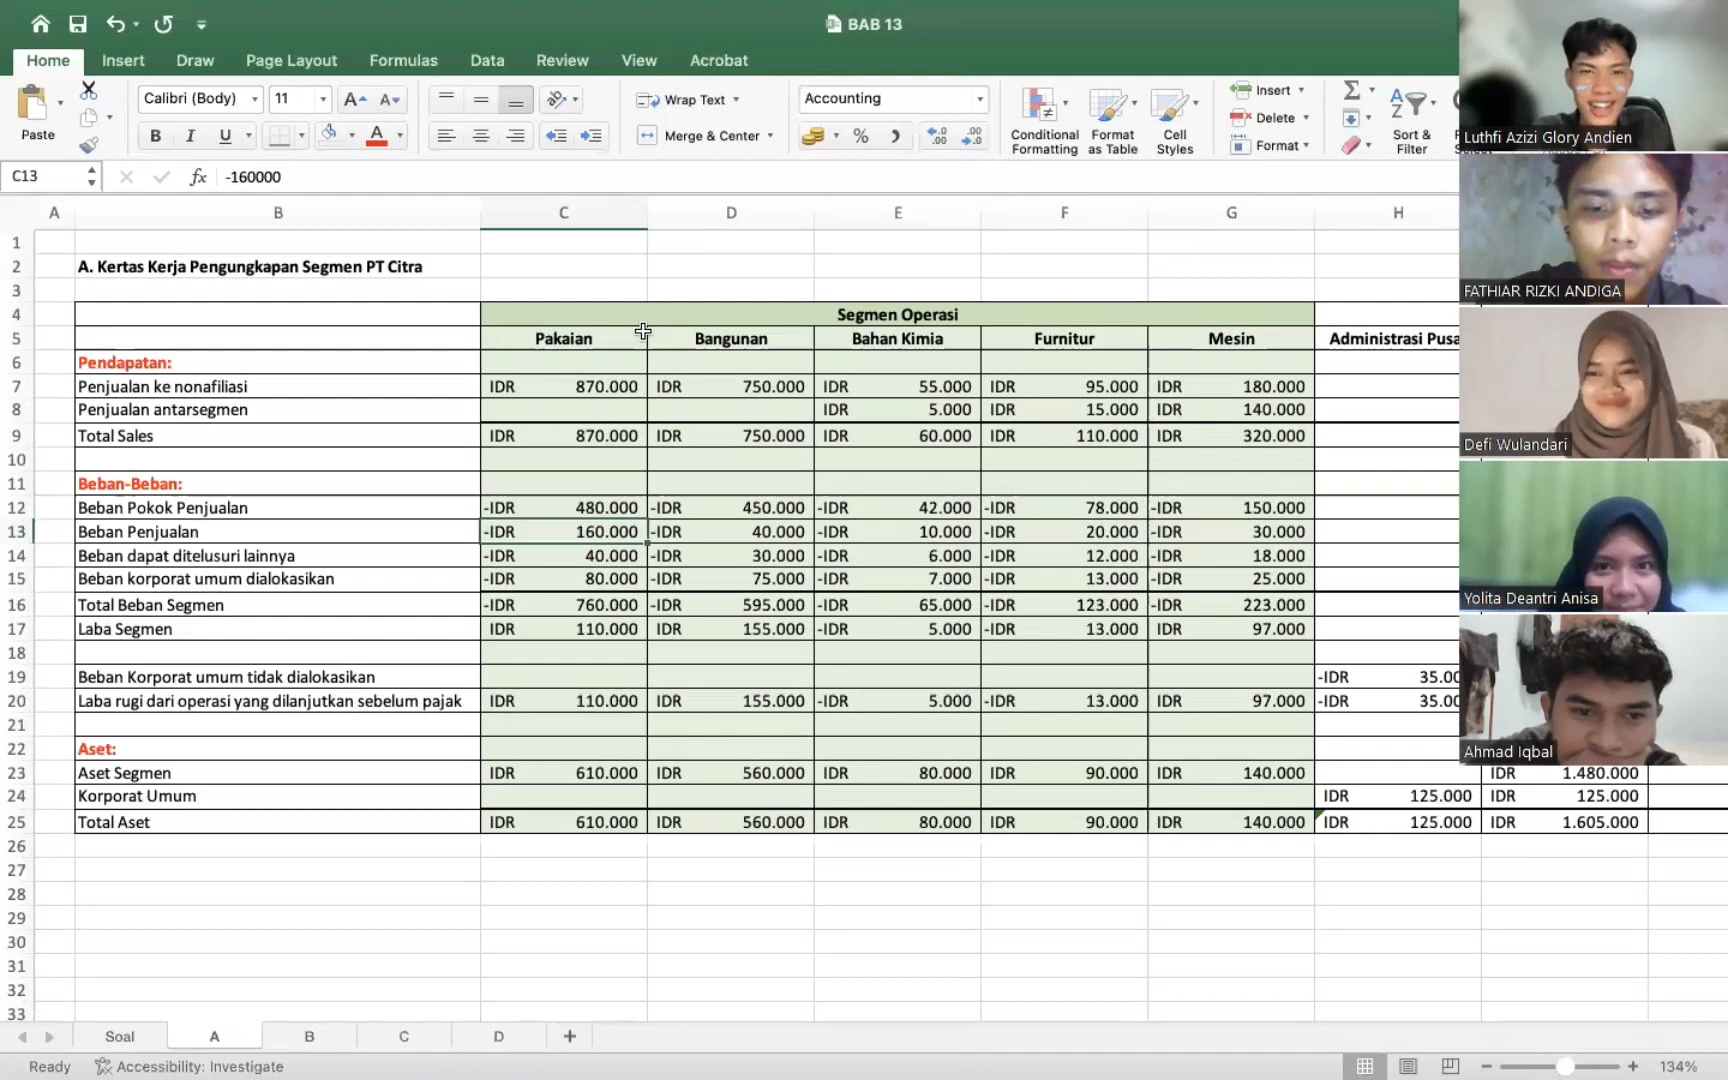 BAB 13
Home Insert Draw Page Layout Formulas Data Review View Acrobat
Paste
Calibri (Body) 11
Wrap Text
Merge & Center
Accounting
Conditional Formatting
Format as Table
Cell Styles
Insert
Delete
Format
Sort & Filter
C13 fx -160000
A B C D E F G H
1
2 A. Kertas Kerja Pengungkapan Segmen PT Citra
3
4 Segmen Operasi
5 Pakaian Bangunan Bahan Kimia Furnitur Mesin Administrasi Pusa
6 Pendapatan:
7 Penjualan ke nonafiliasi IDR 870.000 IDR 750.000 IDR 55.000 IDR 95.000 IDR 180.000
8 Penjualan antarsegmen IDR 5.000 IDR 15.000 IDR 140.000
9 Total Sales IDR 870.000 IDR 750.000 IDR 60.000 IDR 110.000 IDR 320.000
10
11 Beban-Beban:
12 Beban Pokok Penjualan -IDR 480.000 -IDR 450.000 -IDR 42.000 -IDR 78.000 -IDR 150.000
13 Beban Penjualan -IDR 160.000 -IDR 40.000 -IDR 10.000 -IDR 20.000 -IDR 30.000
14 Beban dapat ditelusuri lainnya -IDR 40.000 -IDR 30.000 -IDR 6.000 -IDR 12.000 -IDR 18.000
15 Beban korporat umum dialokasikan -IDR 80.000 -IDR 75.000 -IDR 7.000 -IDR 13.000 -IDR 25.000
16 Total Beban Segmen -IDR 760.000 -IDR 595.000 -IDR 65.000 -IDR 123.000 -IDR 223.000
17 Laba Segmen IDR 110.000 IDR 155.000 -IDR 5.000 -IDR 13.000 IDR 97.000
18
19 Beban Korporat umum tidak dialokasikan -IDR 35.00
20 Laba rugi dari operasi yang dilanjutkan sebelum pajak IDR 110.000 IDR 155.000 -IDR 5.000 -IDR 13.000 IDR 97.000 -IDR 35.00
21
22 Aset:
23 Aset Segmen IDR 610.000 IDR 560.000 IDR 80.000 IDR 90.000 IDR 140.000 IDR 1.480.000
24 Korporat Umum IDR 125.000 IDR 125.000
25 Total Aset IDR 610.000 IDR 560.000 IDR 80.000 IDR 90.000 IDR 140.000 IDR 125.000 IDR 1.605.000
26
27
28
29
30
31
32
33
Soal A B C D +
Ready Accessibility: Investigate 134%
Luthfi Azizi Glory Andien
FATHIAR RIZKI ANDIGA
Defi Wulandari
Yolita Deantri Anisa
Ahmad Iqbal